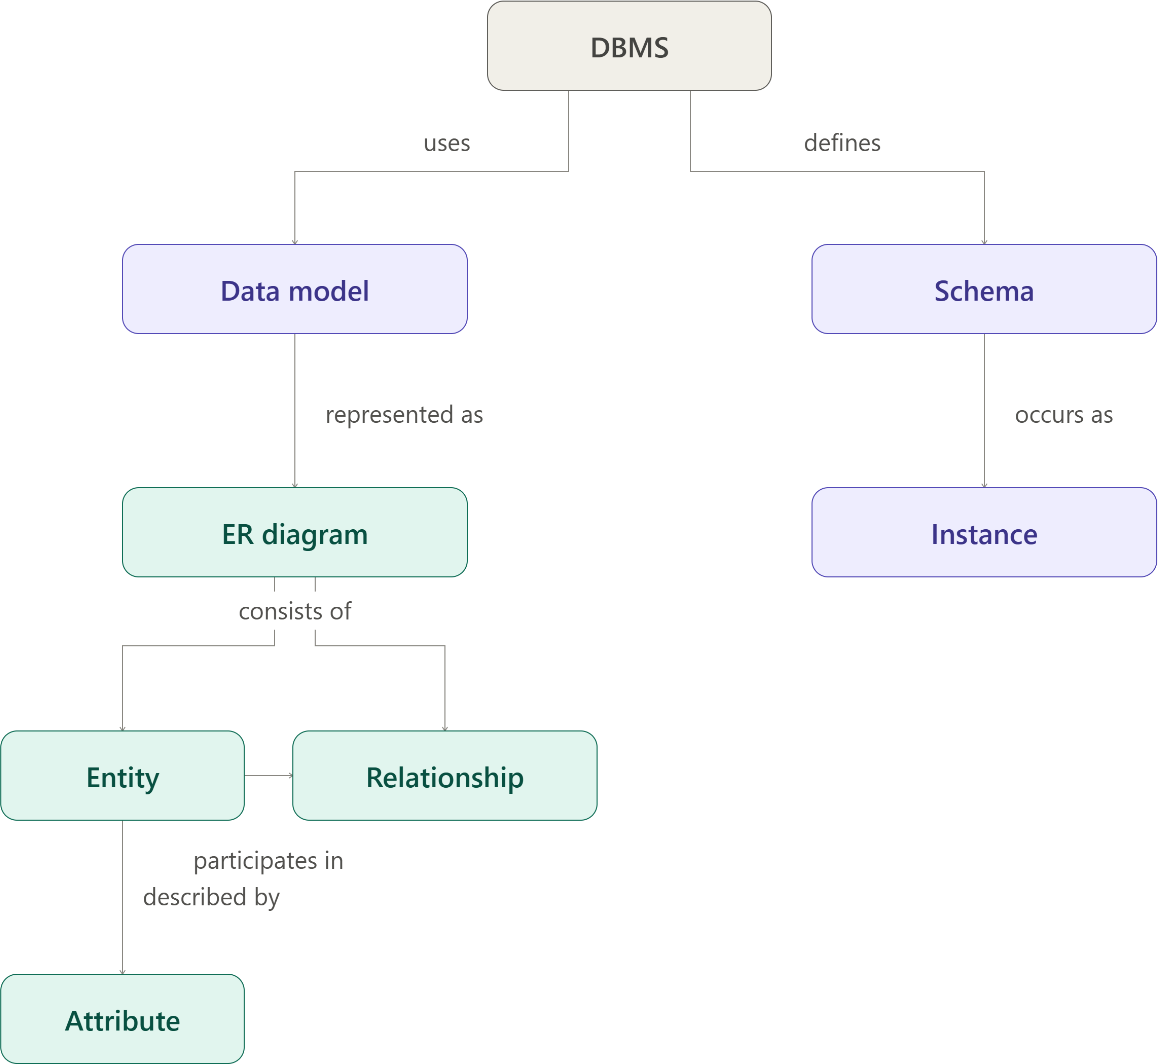 DBMS
uses
defines
Data model
Schema
represented as
occurs as
ER diagram
Instance
consists of
Entity
Relationship
participates in
described by
Attribute